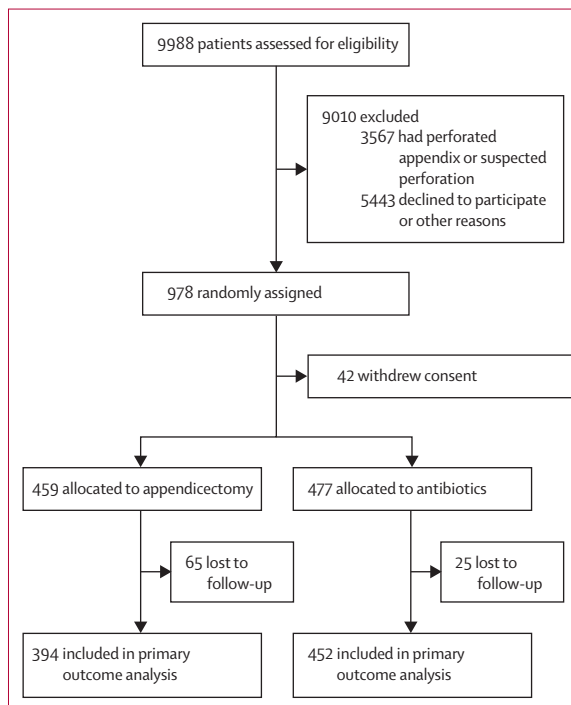 9988 patients assessed for eligibility
9010 excluded
3567 had perforated
appendix or suspected
perforation
5443 declined to participate
or other reasons
978 randomly assigned
42 withdrew consent
459 allocated to appendicectomy
477 allocated to antibiotics
65 lost to
follow-up
25 lost to
follow-up
394 included in primary
outcome analysis
452 included in primary
outcome analysis